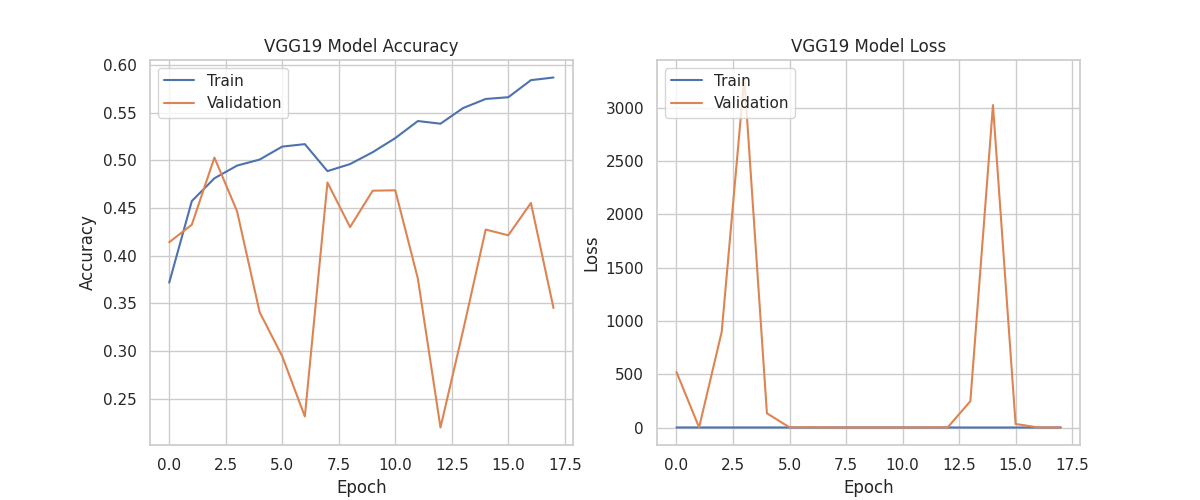 VGG19 Model Accuracy
Train
Validation
0.60
0.55
0.50
0.45
0.40
0.35
0.30
0.25
Accuracy
0.0 2.5 5.0 7.5 10.0 12.5 15.0 17.5
Epoch
VGG19 Model Loss
Train
Validation
3000
2500
2000
1500
1000
500
0
Loss
0.0 2.5 5.0 7.5 10.0 12.5 15.0 17.5
Epoch